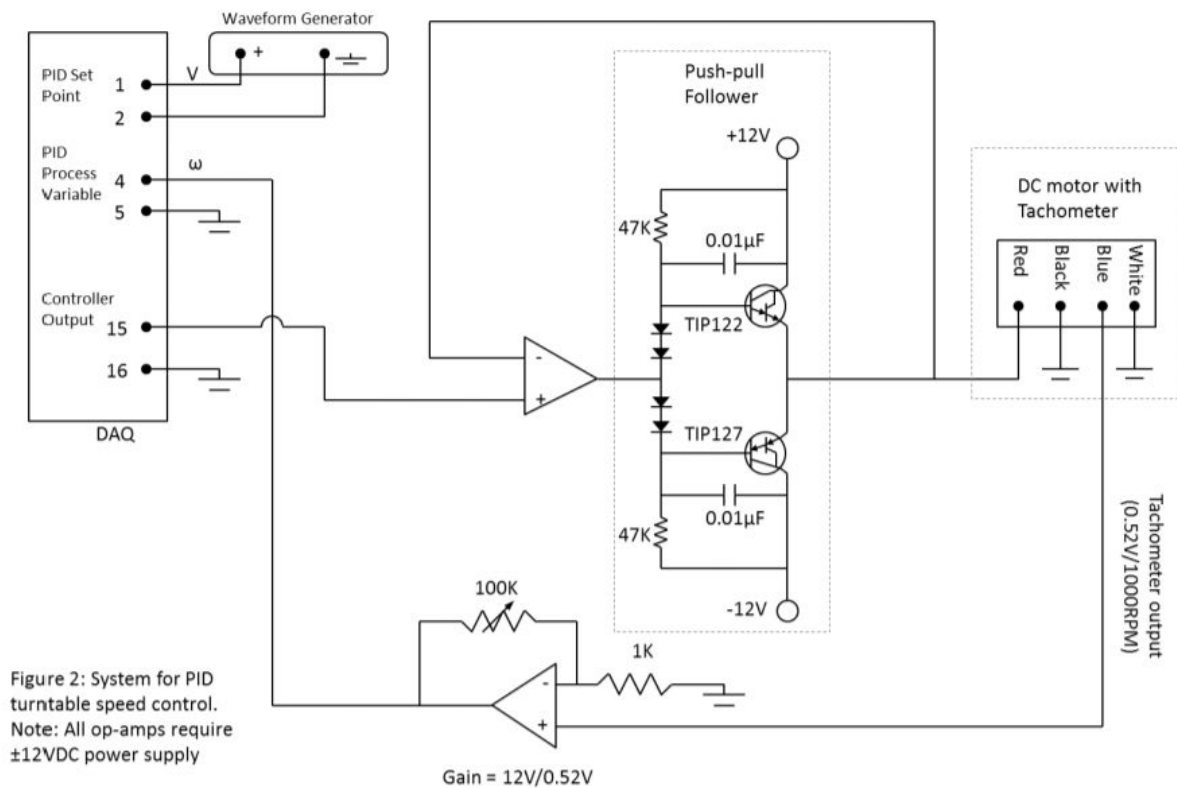 Waveform Generator
+
PID Set
Point
1
V
2
PID
Process
Variable
4
ω
5
Controller
Output
15
16
DAQ
Push-pull
Follower
+12V
47K
0.01µF
TIP122
-
+
TIP127
0.01µF
47K
-12V
DC motor with
Tachometer
Red
Black
Blue
White
Tachometer output
(0.52V/1000RPM)
100K
1K
-
+
Gain = 12V/0.52V
Figure 2: System for PID
turntable speed control.
Note: All op-amps require
±12VDC power supply